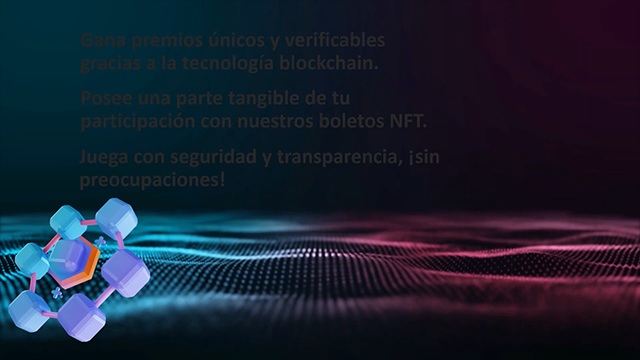 Gana premios únicos y verificables
gracias a la tecnología blockchain.
Posee una parte tangible de tu
participación con nuestros boletos NFT.
Juega con seguridad y transparencia, ¡sin
preocupaciones!